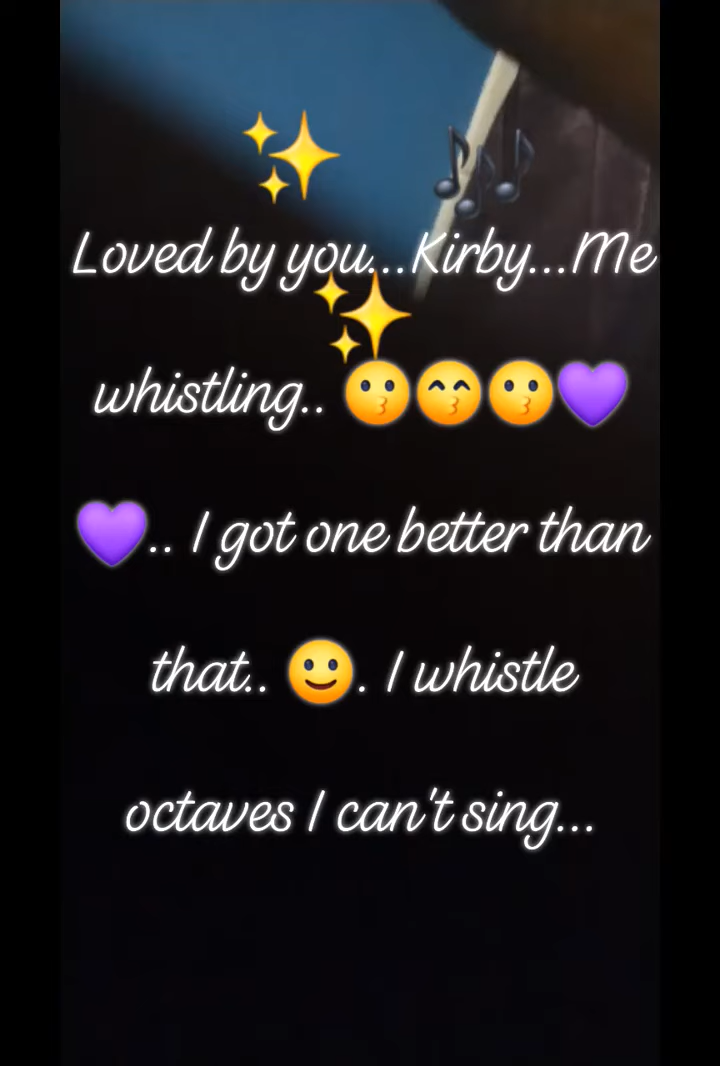 Loved by you...Kirby...Me
whistling.. 😗😙😗💜
💜.. I got one better than
that.. 🙂. I whistle
octaves I can't sing...